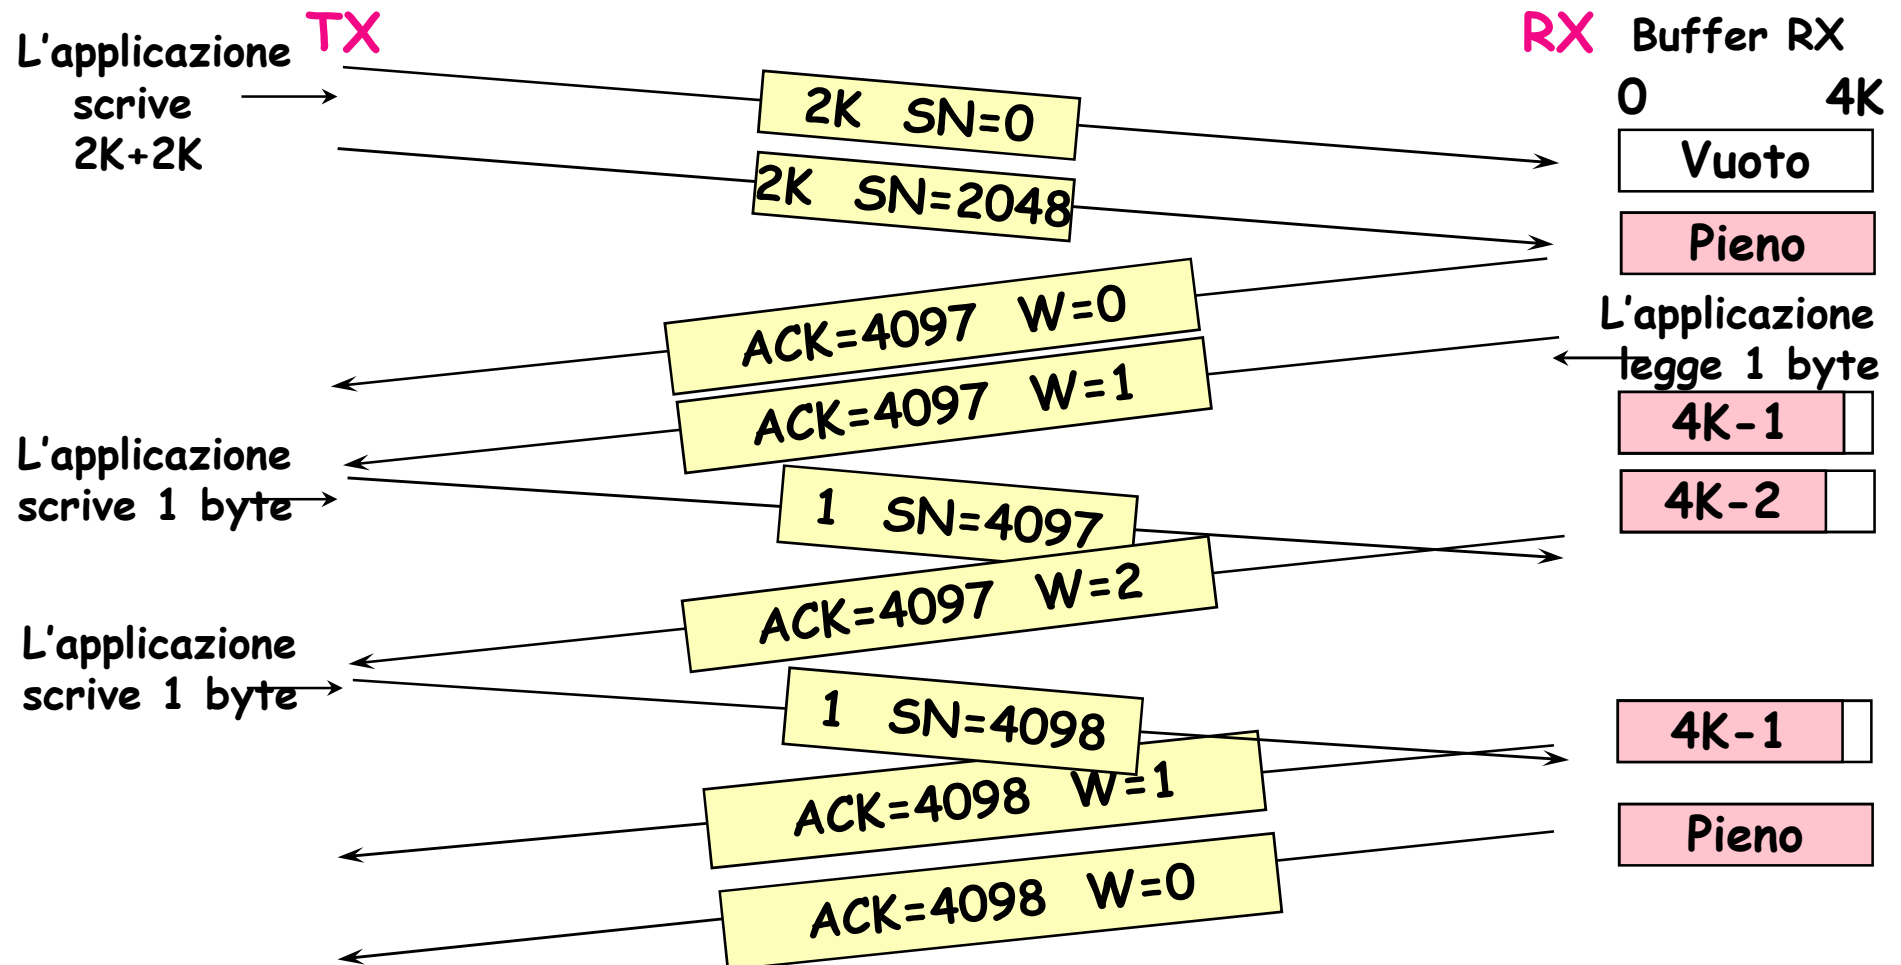 TX
RX
Buffer RX
L'applicazione
scrive
2K+2K
0
4K
2K SN=0
Vuoto
2K SN=2048
Pieno
ACK=4097 W=0
L'applicazione
legge 1 byte
ACK=4097 W=1
4K-1
L'applicazione
scrive 1 byte
1 SN=4097
4K-2
ACK=4097 W=2
L'applicazione
scrive 1 byte
1 SN=4098
4K-1
ACK=4098 W=1
Pieno
ACK=4098 W=0